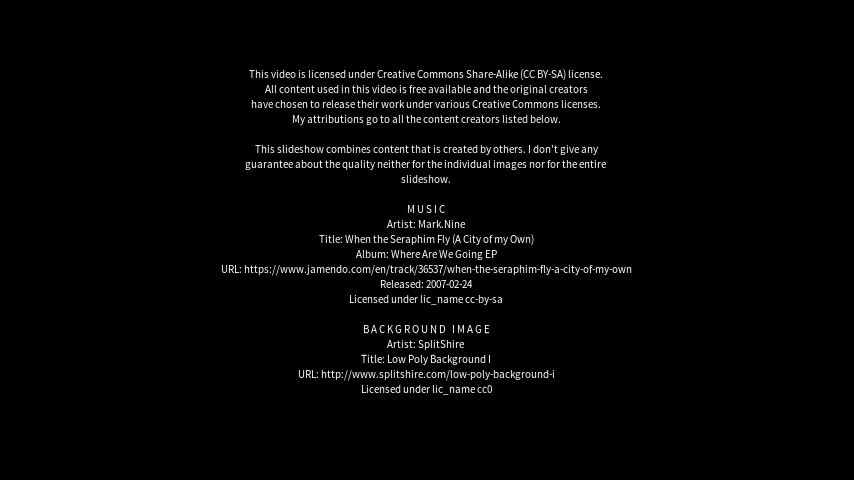 This video is licensed under Creative Commons Share-Alike (CC BY-SA) license.
All content used in this video is free available and the original creators
have chosen to release their work under various Creative Commons licenses.
My attributions go to all the content creators listed below.
This slideshow combines content that is created by others. I don't give any
guarantee about the quality neither for the individual images nor for the entire
slideshow.
MUSIC
Artist: Mark.Nine
Title: When the Seraphim Fly (A City of my Own)
Album: Where Are We Going EP
URL: https://www.jamendo.com/en/track/36537/when-the-seraphim-fly-a-city-of-my-own
Released: 2007-02-24
Licensed under lic_name cc-by-sa
BACKGROUND IMAGE
Artist: SplitShire
Title: Low Poly Background I
URL: http://www.splitshire.com/low-poly-background-i
Licensed under lic_name cc0